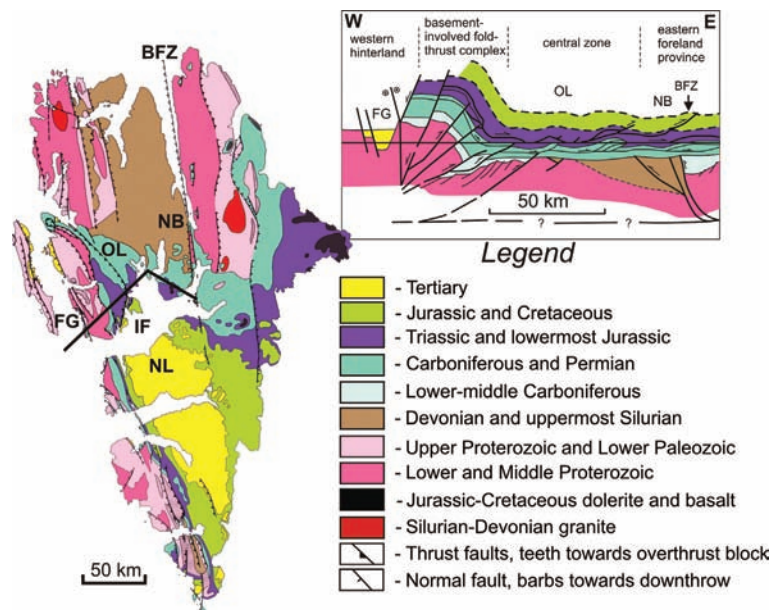 BFZ
NB
OL
FG
IF
NL
50 km
W
E
western
hinterland
basement-
involved fold-
thrust complex
central zone
eastern
foreland
province
OL
BFZ
NB
FG
50 km
?
?
Legend
- Tertiary
- Jurassic and Cretaceous
- Triassic and lowermost Jurassic
- Carboniferous and Permian
- Lower-middle Carboniferous
- Devonian and uppermost Silurian
- Upper Proterozoic and Lower Paleozoic
- Lower and Middle Proterozoic
- Jurassic-Cretaceous dolerite and basalt
- Silurian-Devonian granite
- Thrust faults, teeth towards overthrust block
- Normal fault, barbs towards downthrow